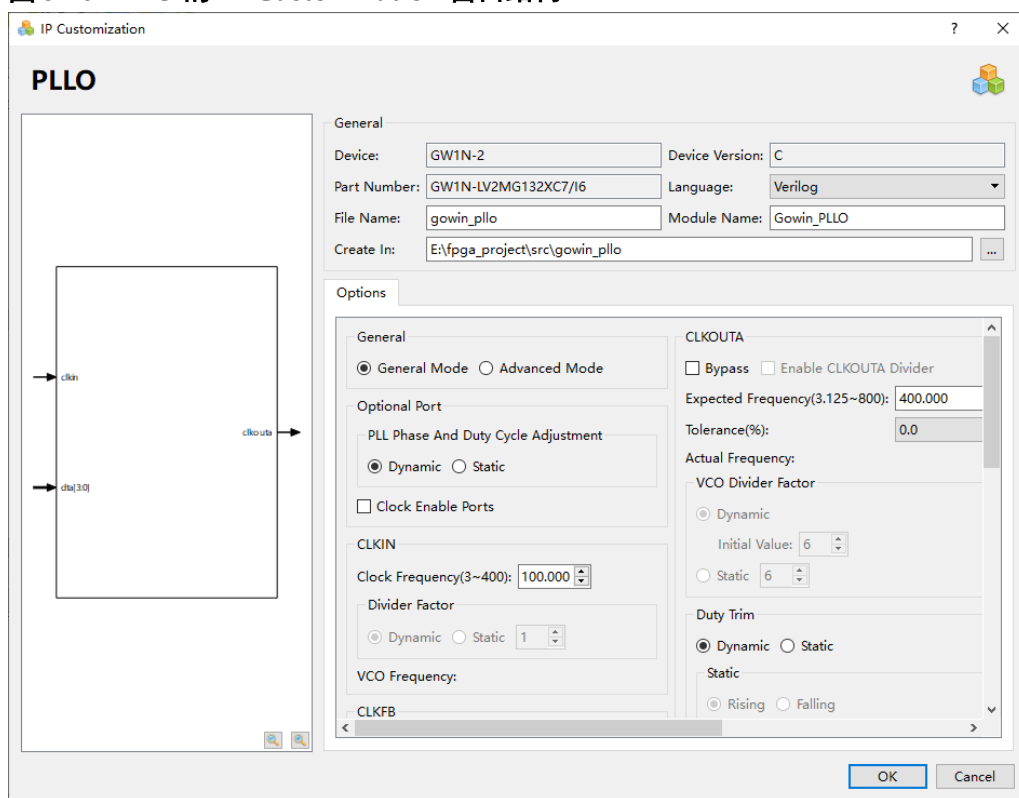 IP Customization
PLLO
General
Device: GW1N-2 Device Version: C
Part Number: GW1N-LV2MG132XC7/I6 Language: Verilog
File Name: gowin_pllo Module Name: Gowin_PLLO
Create In: E:\fpga_project\src\gowin_pllo ...
Options
clkin
clkouta
dta[3:0]
General
General Mode Advanced Mode
Optional Port
PLL Phase And Duty Cycle Adjustment
Dynamic Static
Clock Enable Ports
CLKIN
Clock Frequency(3~400): 100.000
Divider Factor
Dynamic Static 1
VCO Frequency:
CLKFB
CLKOUTA
Bypass Enable CLKOUTA Divider
Expected Frequency(3.125~800): 400.000
Tolerance(%): 0.0
Actual Frequency:
VCO Divider Factor
Dynamic
Initial Value: 6
Static 6
Duty Trim
Dynamic Static
Static
Rising Falling
OK Cancel